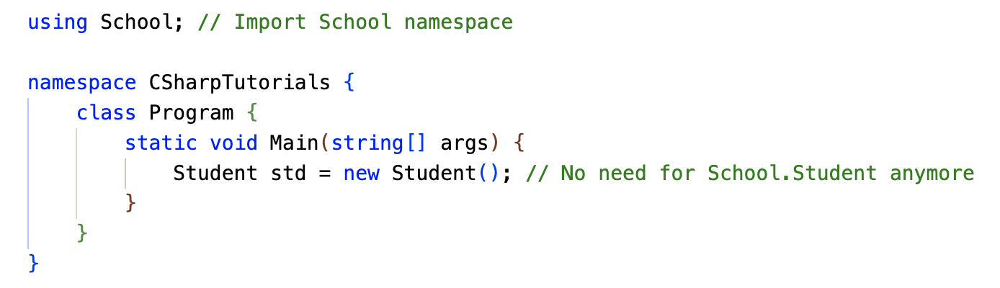 using School; // Import School namespace
namespace CSharpTutorials {
class Program {
static void Main(string[] args) {
Student std = new Student(); // No need for School.Student anymore
}
}
}